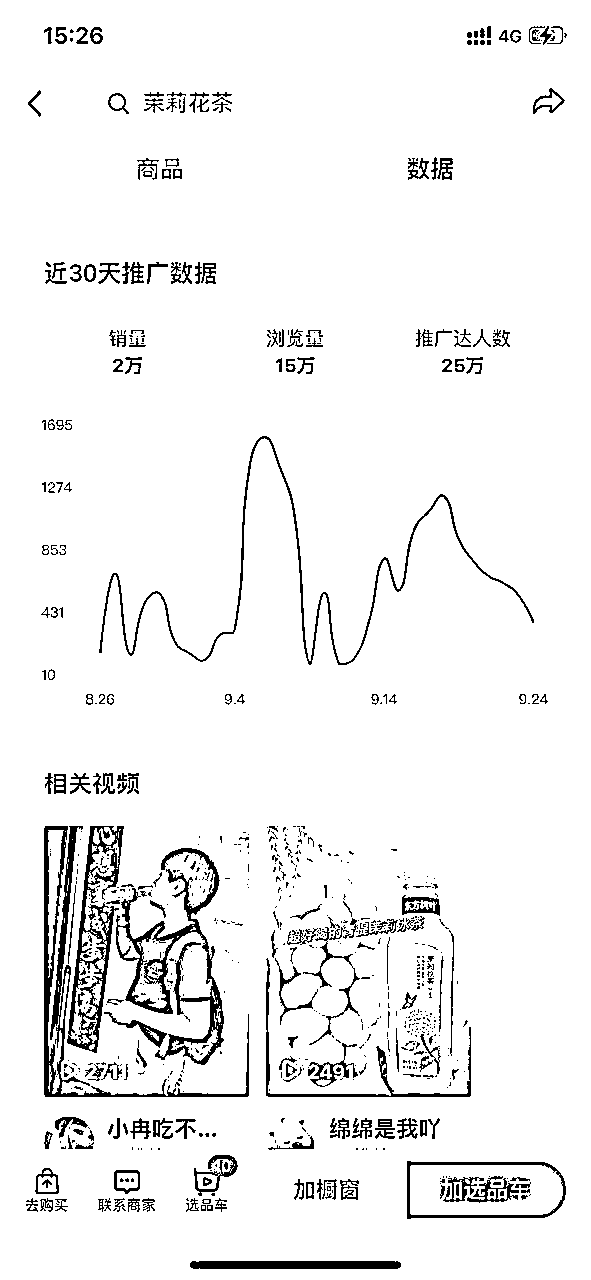 15:26
4G
茉莉花茶
商品 数据
近30天推广数据
销量 浏览量 推广达人数
2万 15万 25万
1695
1274
853
431
10
8.26 9.4 9.14 9.24
相关视频
东方树叶
2711 2491
小冉吃不... 绵绵是我吖
去购买 联系商家 选品车 加橱窗 加选品车